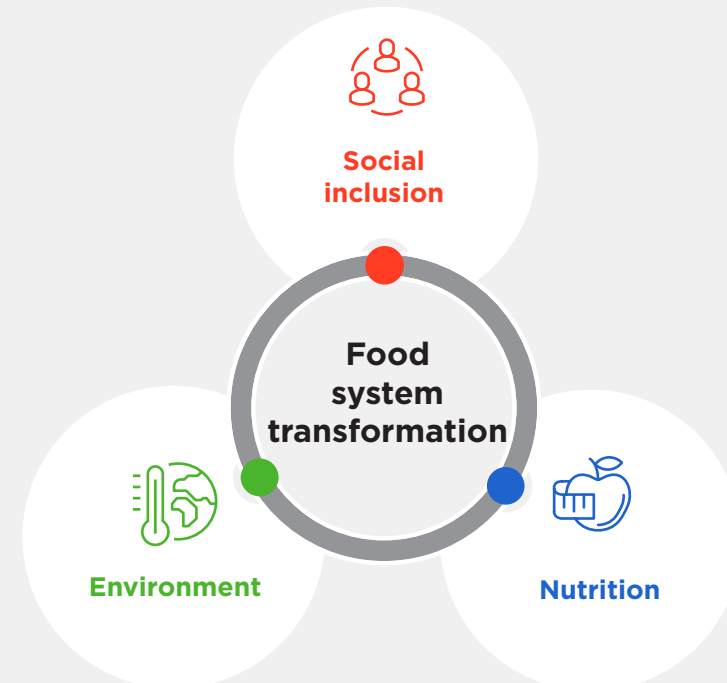 Social
inclusion
Food
system
transformation
Environment
Nutrition